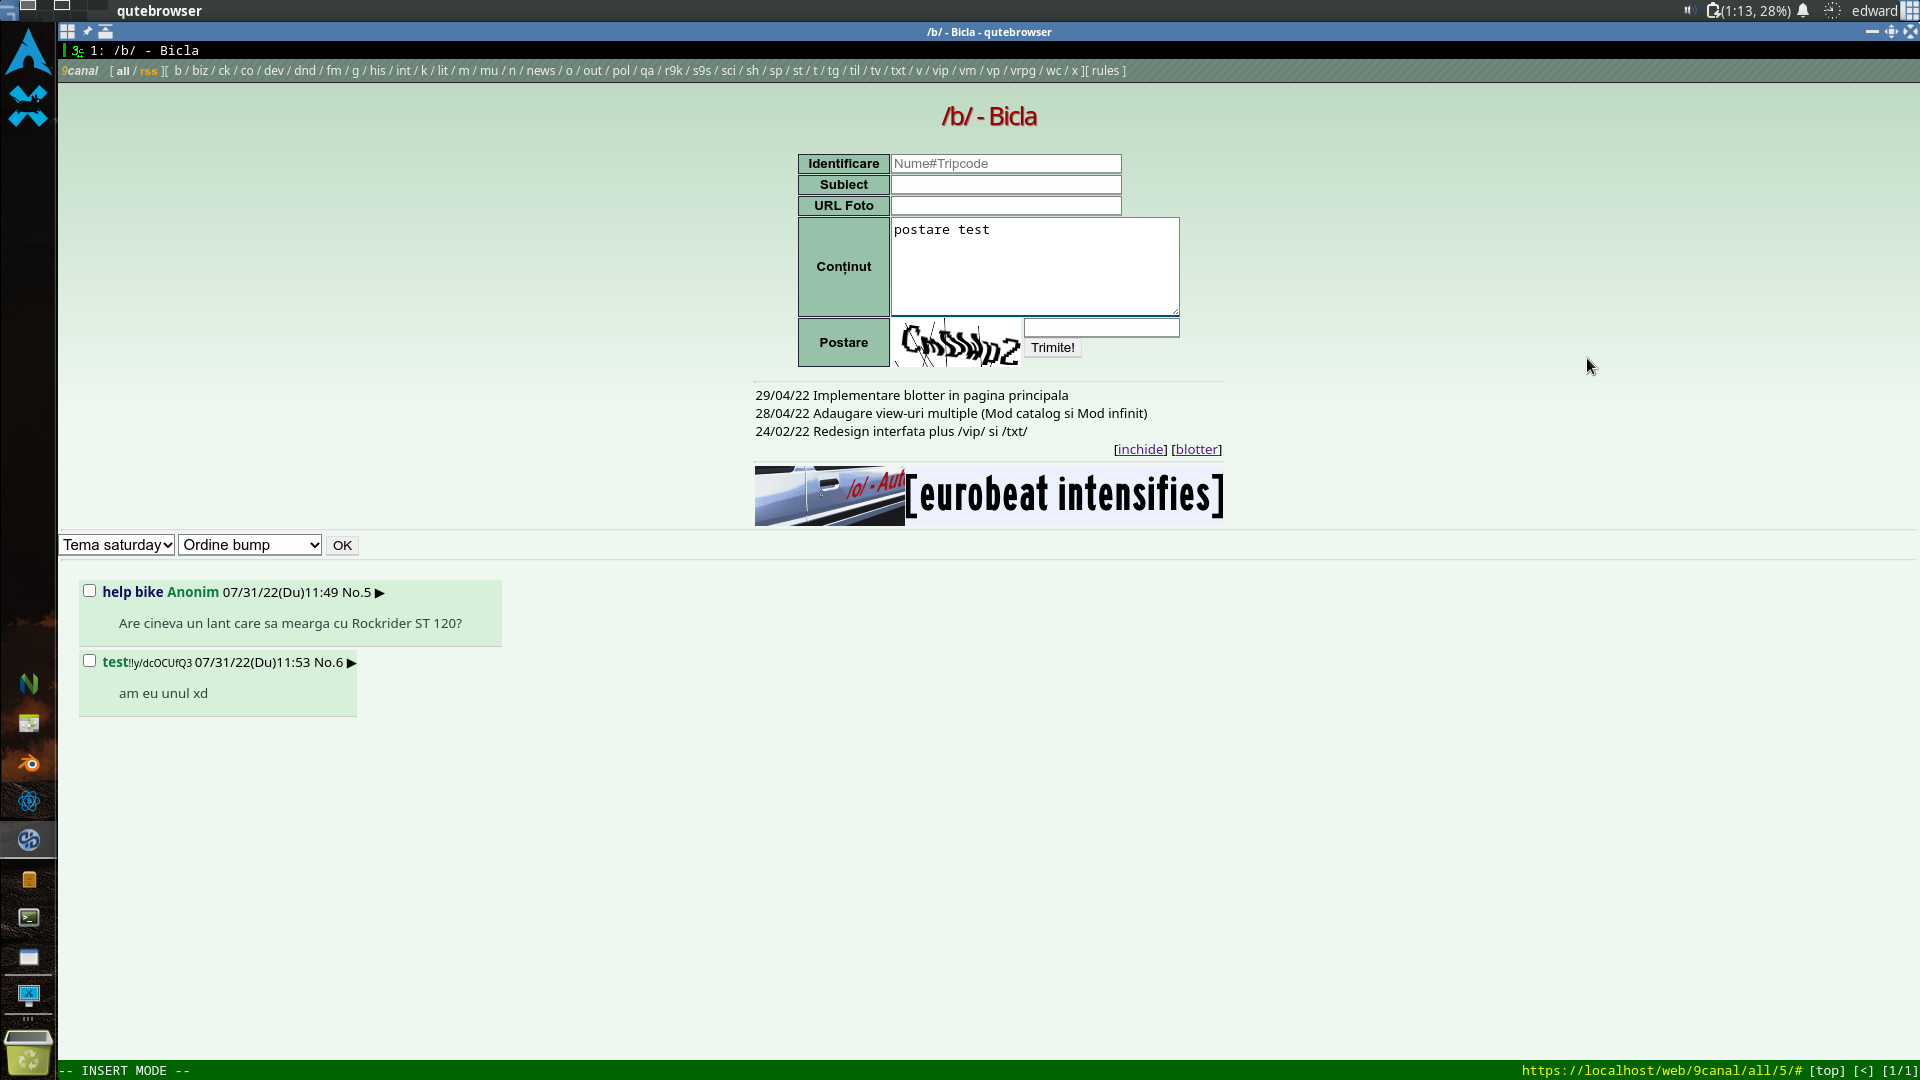 qutebrowser
(1:13, 28%)
edward
/b/ - Bicla - qutebrowser
1: /b/ - Bicla
9canal [ all / rss ][ b / biz / ck / co / dev / dnd / fm / g / his / int / k / lit / m / mu / n / news / o / out / pol / qa / r9k / s9s / sci / sh / sp / st / t / tg / til / tv / txt / v / vip / vm / vp / vrpg / wc / x ][ rules ]
/b/ - Bicla
Identificare Nume#Tripcode
Subiect
URL Foto
Conținut postare test
Postare
Trimite!
29/04/22 Implementare blotter in pagina principala
28/04/22 Adaugare view-uri multiple (Mod catalog si Mod infinit)
24/02/22 Redesign interfata plus /vip/ si /txt/
[inchide] [blotter]
/o/ - Auto
[eurobeat intensifies]
Tema saturday Ordine bump OK
help bike Anonim 07/31/22(Du)11:49 No.5 ▶
Are cineva un lant care sa mearga cu Rockrider ST 120?
test!!y/dcOCUfQ3 07/31/22(Du)11:53 No.6 ▶
am eu unul xd
-- INSERT MODE --
https://localhost/web/9canal/all/5/# [top] [<] [1/1]